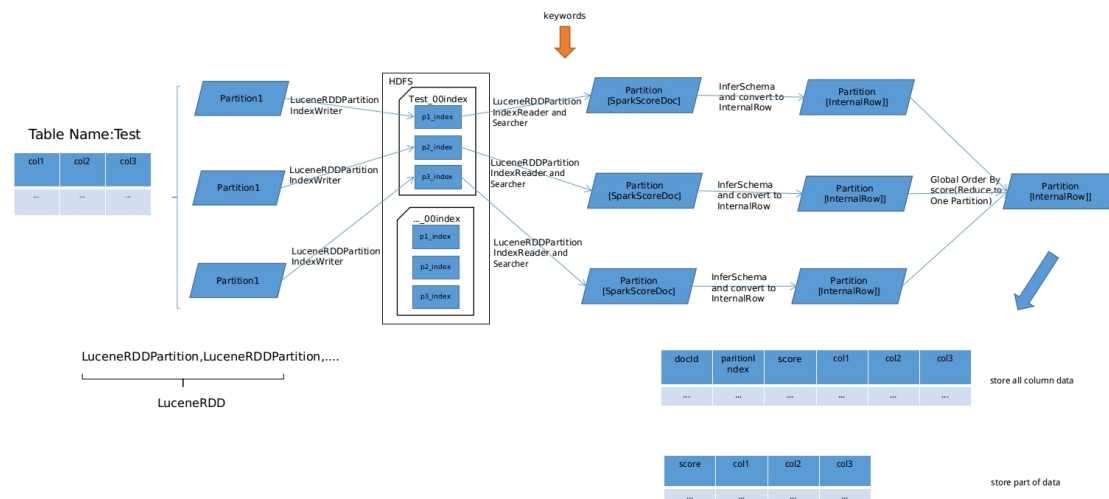 keywords
HDFS
Table Name:Test
col1
col2
col3
...
...
...
Partition1
Partition1
Partition1
LuceneRDDPartition
IndexWriter
LuceneRDDPartition
IndexWriter
LuceneRDDPartition
IndexWriter
Test_00index
p1_index
p2_index
p3_index
..._00index
p1_index
p2_index
p3_index
LuceneRDDPartition
IndexReader and
Searcher
LuceneRDDPartition
IndexReader and
Searcher
LuceneRDDPartition
IndexReader and
Searcher
Partition
[SparkScoreDoc]
Partition
[SparkScoreDoc]
Partition
[SparkScoreDoc]
InferSchema
and convert to
InternalRow
InferSchema
and convert to
InternalRow
InferSchema
and convert to
InternalRow
Partition
[InternalRow]]
Partition
[InternalRow]]
Partition
[InternalRow]]
Global Order By
score(Reduce to
One Partition)
Partition
[InternalRow]]
LuceneRDDPartition,LuceneRDDPartition,....
LuceneRDD
docId
paritionI
ndex
score
col1
col2
col3
...
...
...
...
...
...
store all column data
score
col1
col2
col3
...
...
...
...
store part of data